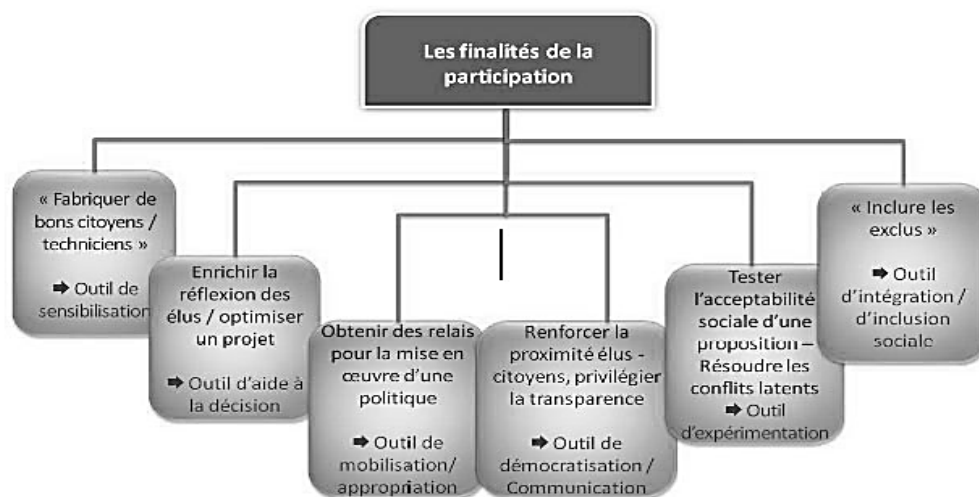 Les finalités de la
participation
« Fabriquer de
bons citoyens /
techniciens »
➡ Outil de
sensibilisation
Enrichir la
réflexion des
élus / optimiser
un projet
➡ Outil d'aide à
la décision
Obtenir des relais
pour la mise en
œuvre d'une
politique
➡ Outil de
mobilisation/
appropriation
Renforcer la
proximité élus -
citoyens, privilégier
la transparence
➡ Outil de
démocratisation /
Communication
Tester
l'acceptabilité
sociale d'une
proposition –
Résoudre les
conflits latents
➡ Outil
d'expérimentation
« Inclure les
exclus »
➡ Outil
d'intégration /
d'inclusion
sociale